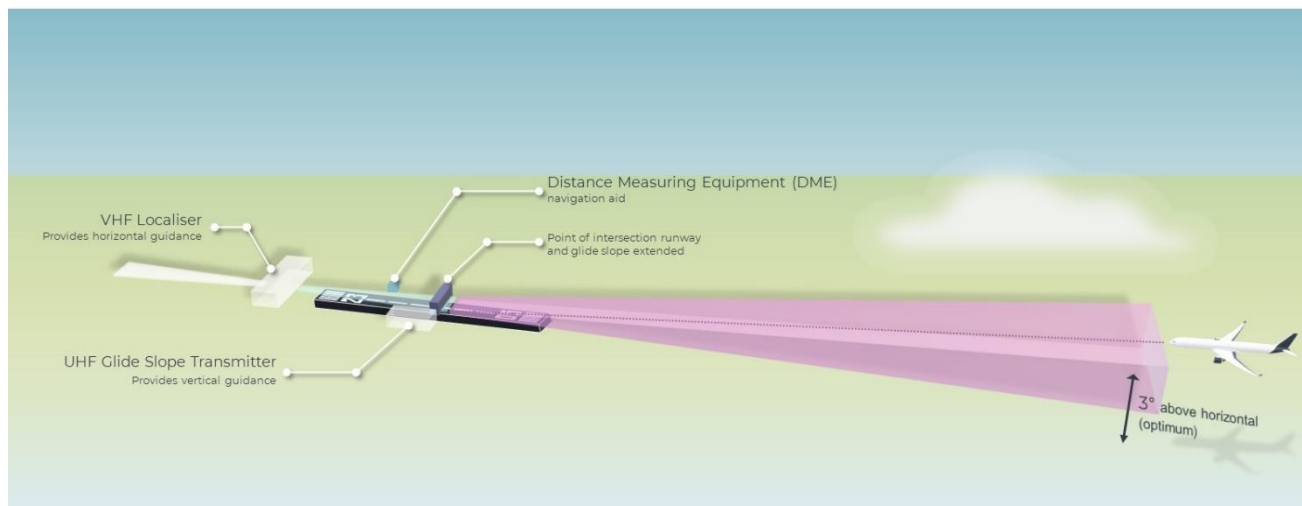 Distance Measuring Equipment (DME)
navigation aid
VHF Localiser
Provides horizontal guidance
Point of intersection runway
and glide slope extended
UHF Glide Slope Transmitter
Provides vertical guidance
3° above horizontal
(optimum)